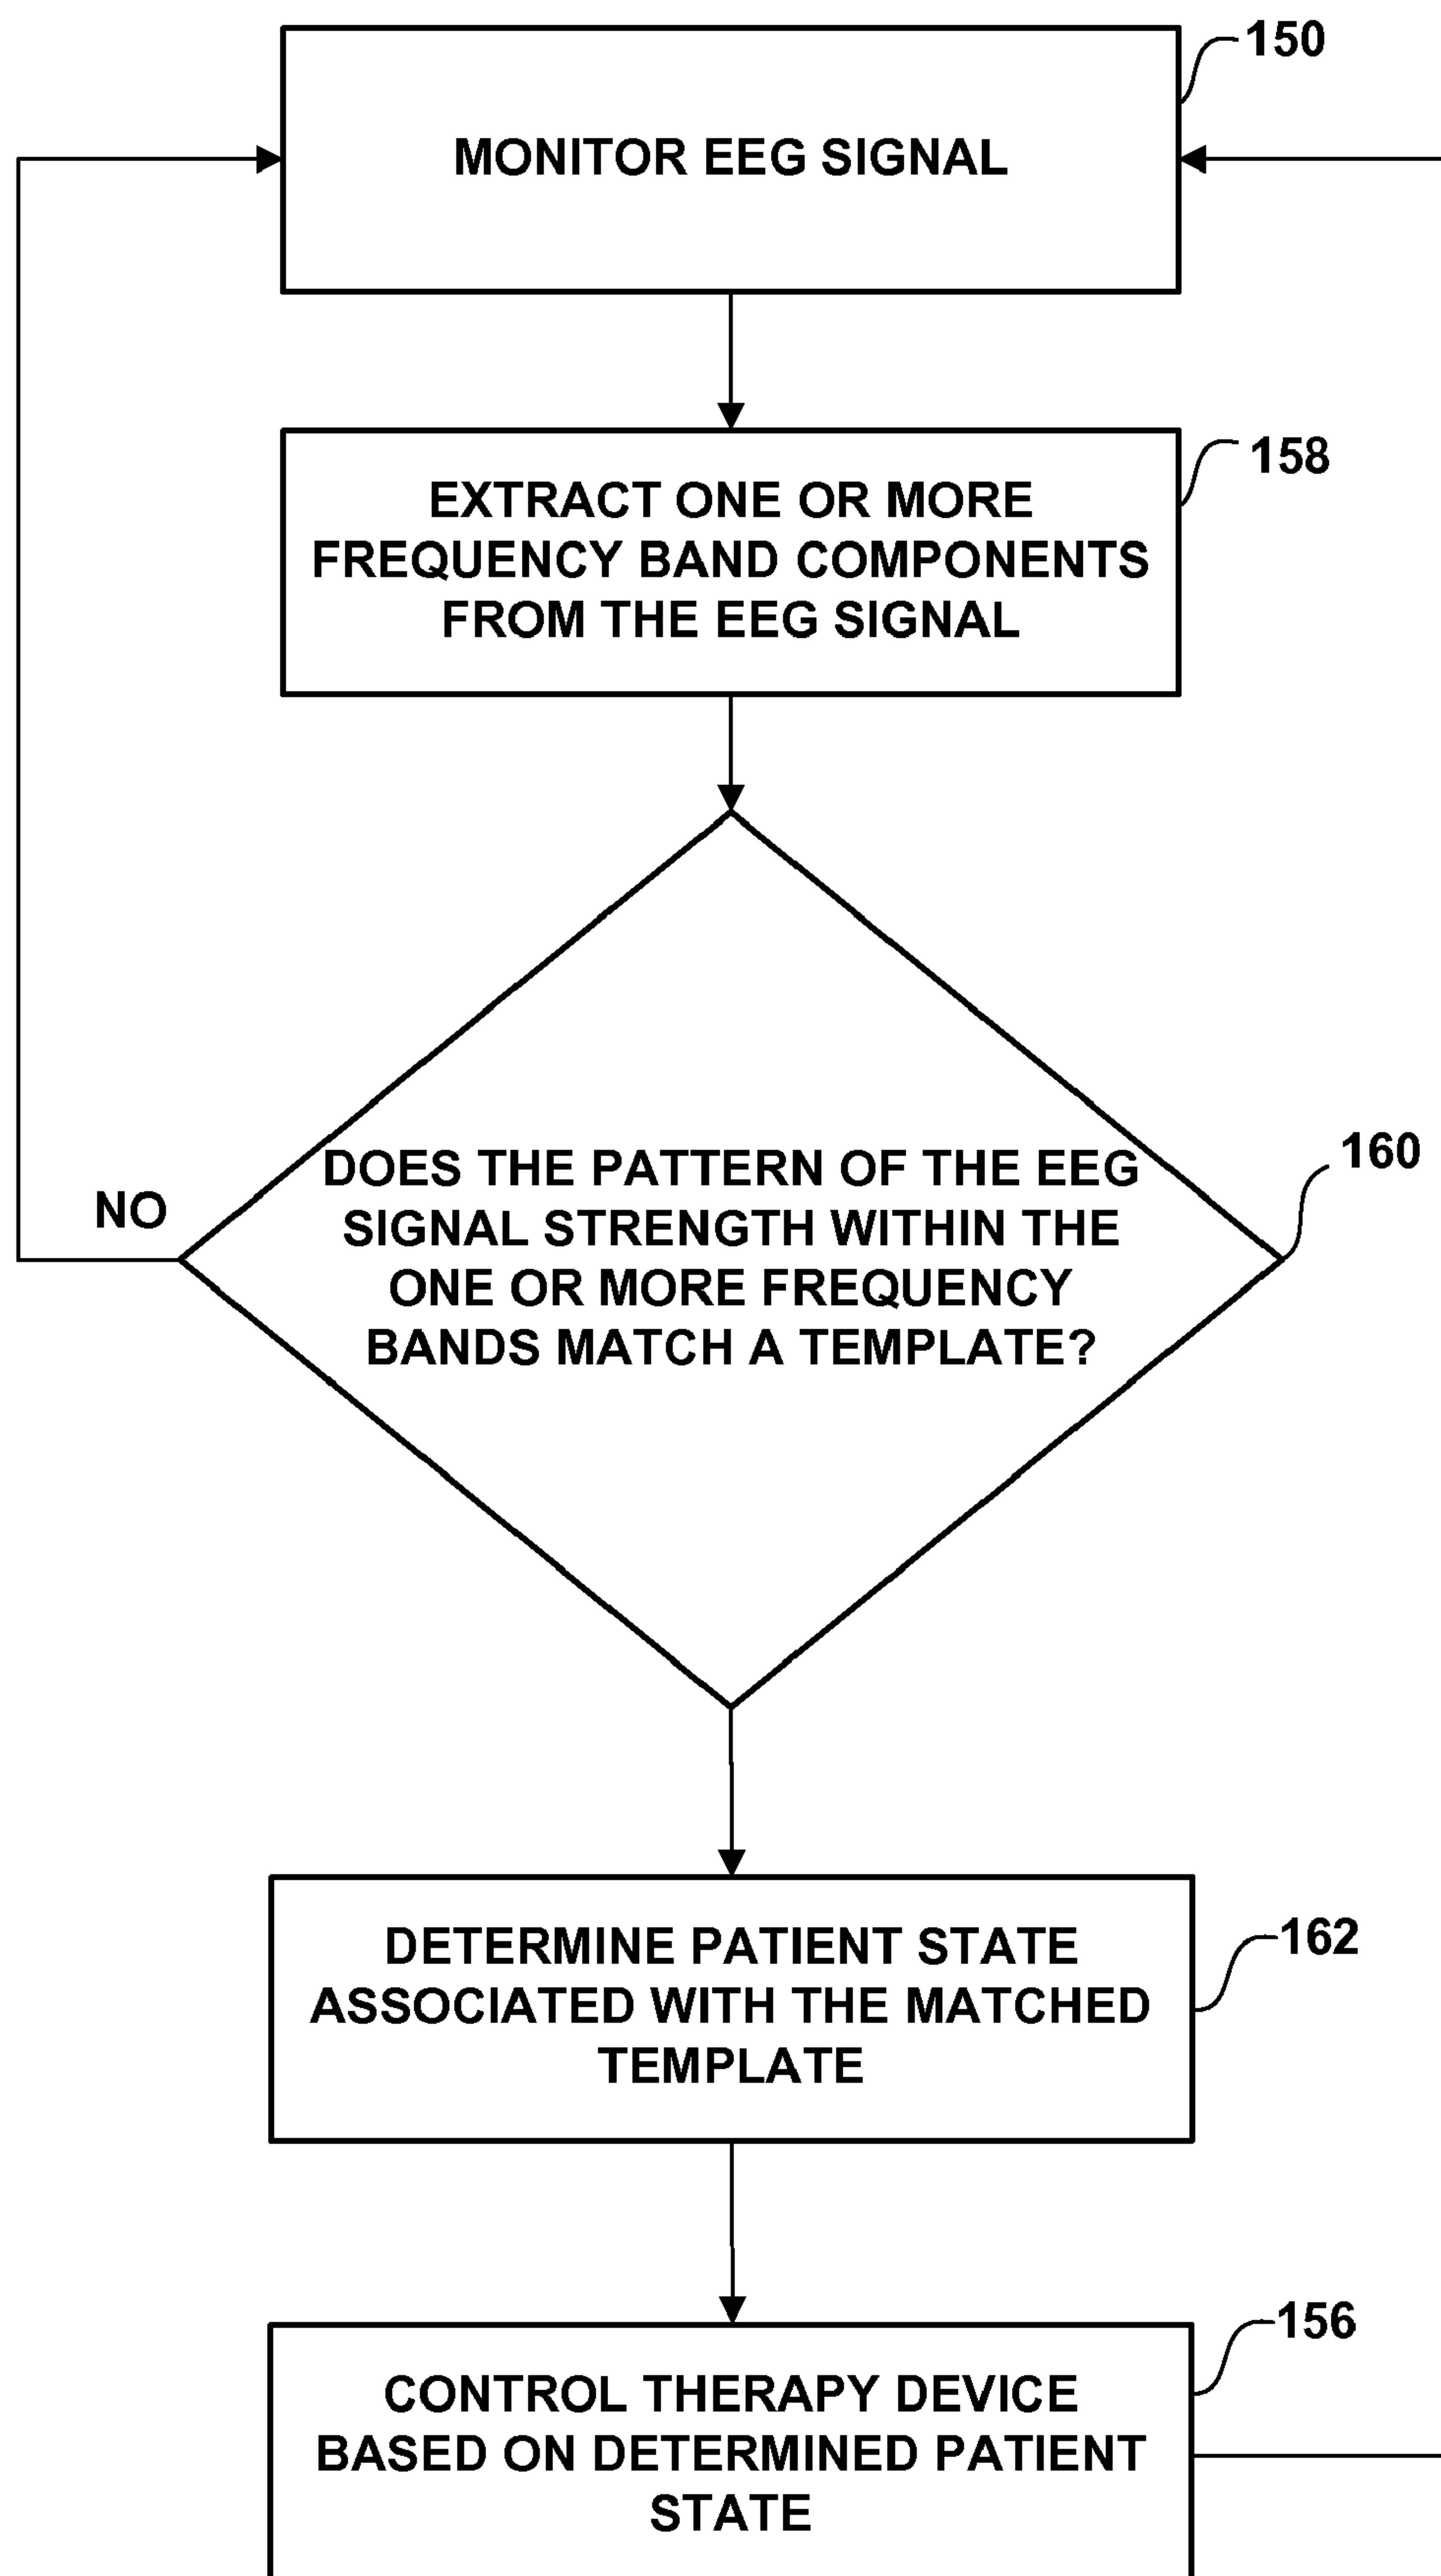 150
MONITOR EEG SIGNAL
158
EXTRACT ONE OR MORE
FREQUENCY BAND COMPONENTS
FROM THE EEG SIGNAL
160
NO
DOES THE PATTERN OF THE EEG
SIGNAL STRENGTH WITHIN THE
ONE OR MORE FREQUENCY
BANDS MATCH A TEMPLATE?
162
DETERMINE PATIENT STATE
ASSOCIATED WITH THE MATCHED
TEMPLATE
156
CONTROL THERAPY DEVICE
BASED ON DETERMINED PATIENT
STATE